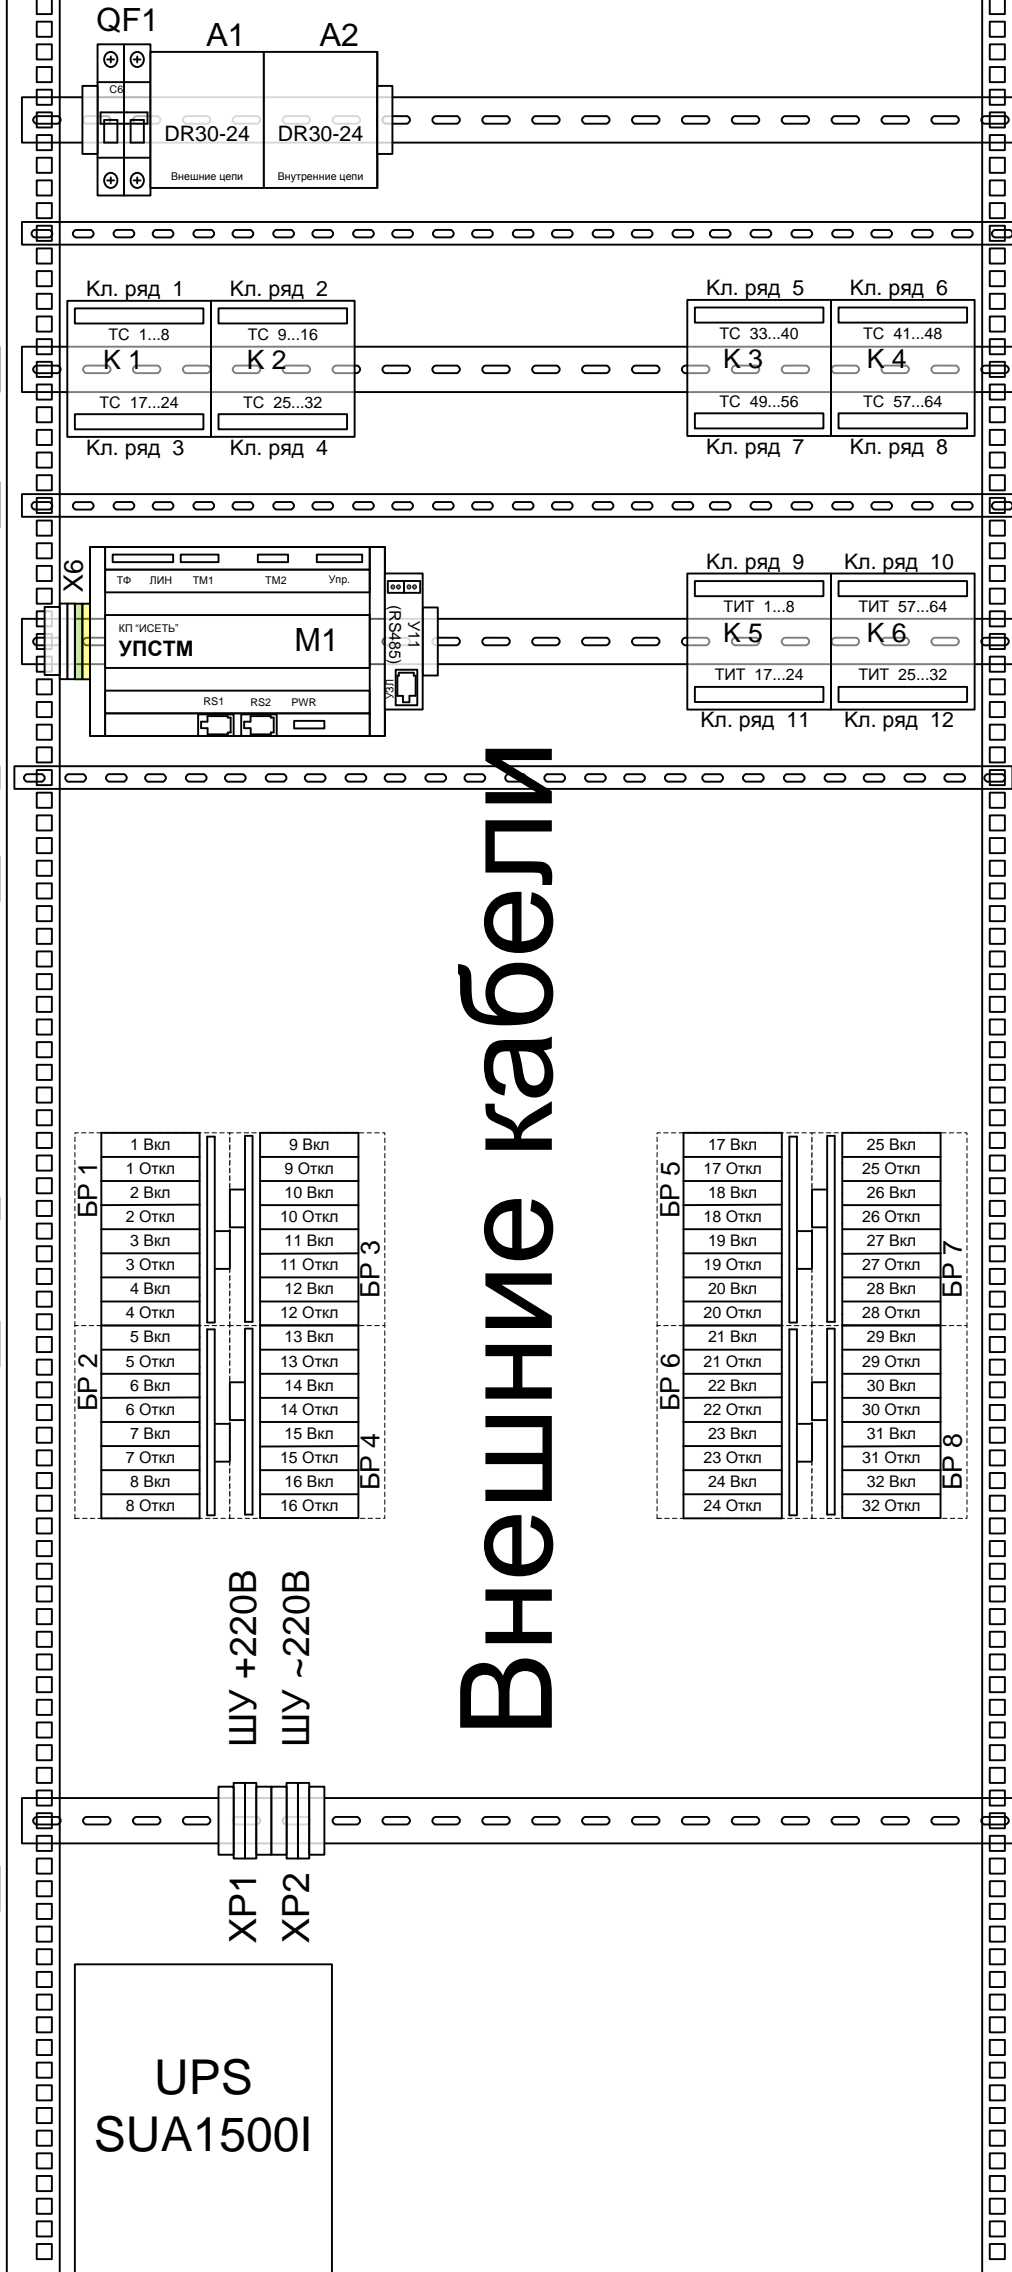 QF1
A1
A2
C6
DR30-24
DR30-24
Внешние цепи
Внутренние цепи
Кл. ряд 1
Кл. ряд 2
Кл. ряд 5
Кл. ряд 6
ТС 1...8
ТС 9...16
ТС 33...40
ТС 41...48
К 1
К 2
К 3
К 4
ТС 17...24
ТС 25...32
ТС 49...56
ТС 57...64
Кл. ряд 3
Кл. ряд 4
Кл. ряд 7
Кл. ряд 8
X6
ТФ
ЛИН
ТМ1
ТМ2
Упр.
КП “ИСЕТЬ”
УПСТМ
М1
RS1
RS2
PWR
У11
(RS485)
УЗЛ
Кл. ряд 9
Кл. ряд 10
ТИТ 1...8
ТИТ 57...64
К 5
К 6
ТИТ 17...24
ТИТ 25...32
Кл. ряд 11
Кл. ряд 12
Внешние кабели
БР 1
1 Вкл
1 Откл
2 Вкл
2 Откл
3 Вкл
3 Откл
4 Вкл
4 Откл
БР 2
5 Вкл
5 Откл
6 Вкл
6 Откл
7 Вкл
7 Откл
8 Вкл
8 Откл
9 Вкл
9 Откл
10 Вкл
10 Откл
11 Вкл
11 Откл
12 Вкл
12 Откл
БР 3
13 Вкл
13 Откл
14 Вкл
14 Откл
15 Вкл
15 Откл
16 Вкл
16 Откл
БР 4
БР 5
17 Вкл
17 Откл
18 Вкл
18 Откл
19 Вкл
19 Откл
20 Вкл
20 Откл
БР 6
21 Вкл
21 Откл
22 Вкл
22 Откл
23 Вкл
23 Откл
24 Вкл
24 Откл
25 Вкл
25 Откл
26 Вкл
26 Откл
27 Вкл
27 Откл
28 Вкл
28 Откл
БР 7
29 Вкл
29 Откл
30 Вкл
30 Откл
31 Вкл
31 Откл
32 Вкл
32 Откл
БР 8
ШУ +220В
ШУ ~220В
XP1
XP2
UPS
SUA1500I